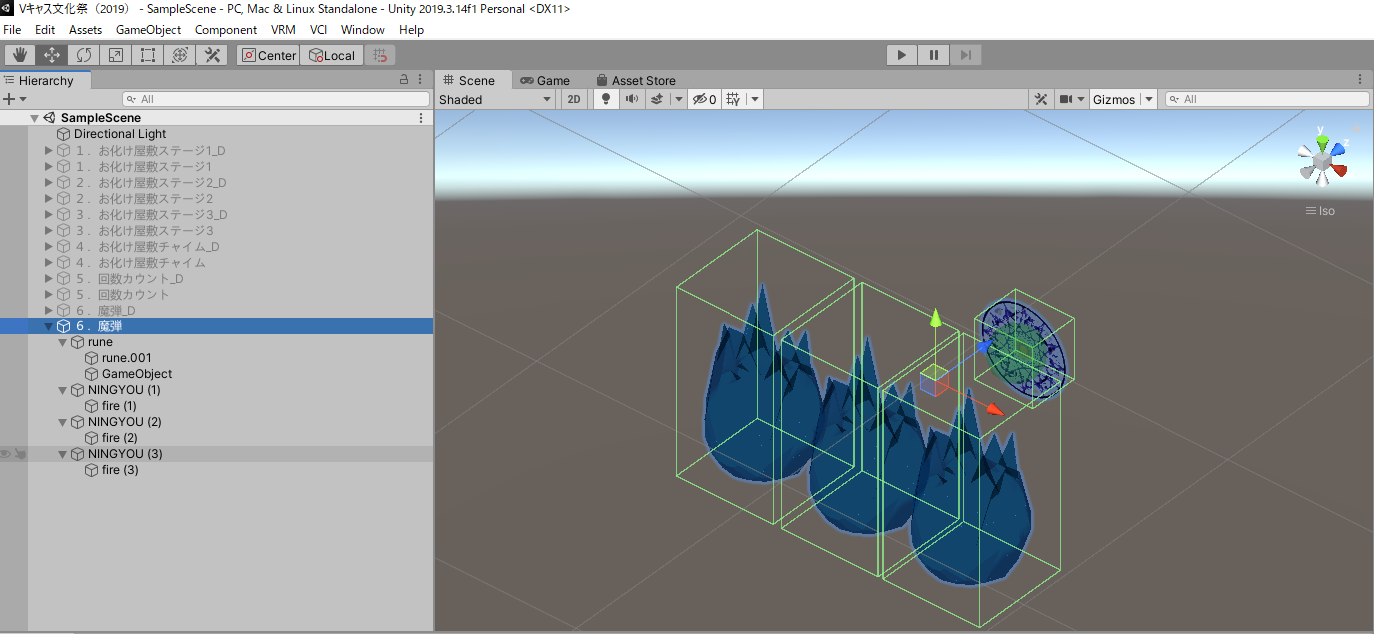 Vキャス文化祭（2019） - SampleScene - PC, Mac & Linux Standalone - Unity 2019.3.14f1 Personal <DX11>
File Edit Assets GameObject Component VRM VCI Window Help
Center Local
Hierarchy
Scene Game Asset Store
All
Shaded 2D 0 Gizmos All
SampleScene
Directional Light
1．お化け屋敷ステージ1_D
1．お化け屋敷ステージ1
2．お化け屋敷ステージ2_D
2．お化け屋敷ステージ2
3．お化け屋敷ステージ3_D
3．お化け屋敷ステージ3
4．お化け屋敷チャイム_D
4．お化け屋敷チャイム
5．回数カウント_D
5．回数カウント
6．魔弾_D
6．魔弾
rune
rune.001
GameObject
NINGYOU (1)
fire (1)
NINGYOU (2)
fire (2)
NINGYOU (3)
fire (3)
y
z
Iso